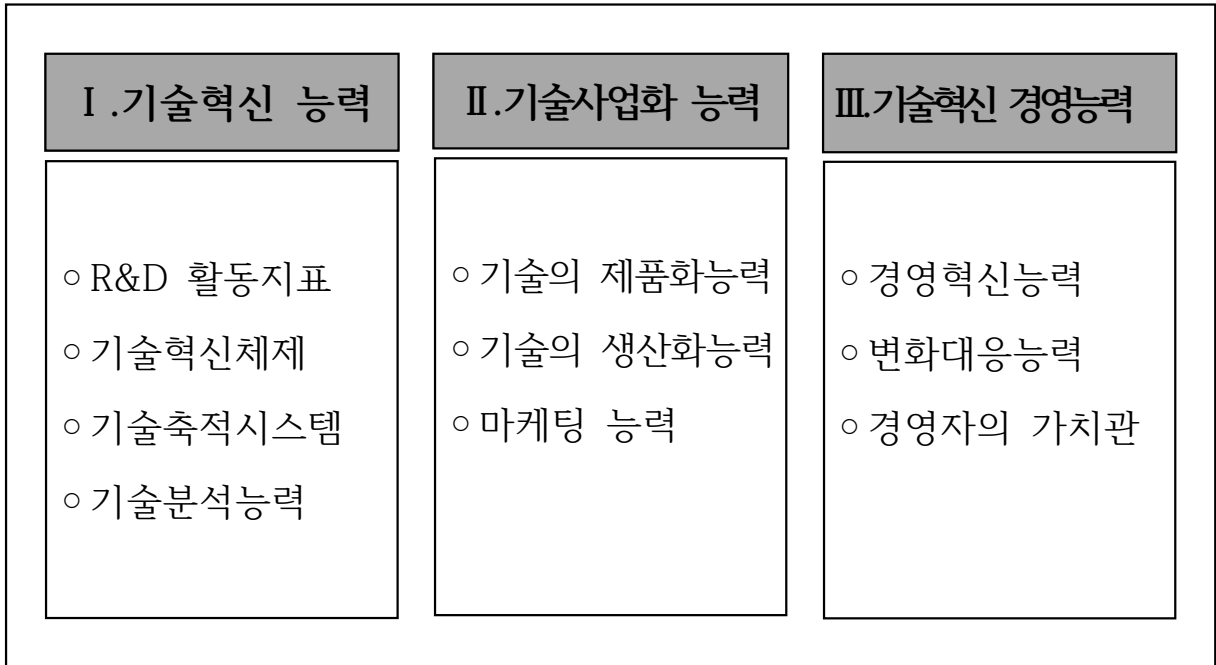 Ⅰ.기술혁신 능력
○ R&D 활동지표
○ 기술혁신체제
○ 기술축적시스템
○ 기술분석능력
Ⅱ.기술사업화 능력
○ 기술의 제품화능력
○ 기술의 생산화능력
○ 마케팅 능력
Ⅲ.기술혁신 경영능력
○ 경영혁신능력
○ 변화대응능력
○ 경영자의 가치관